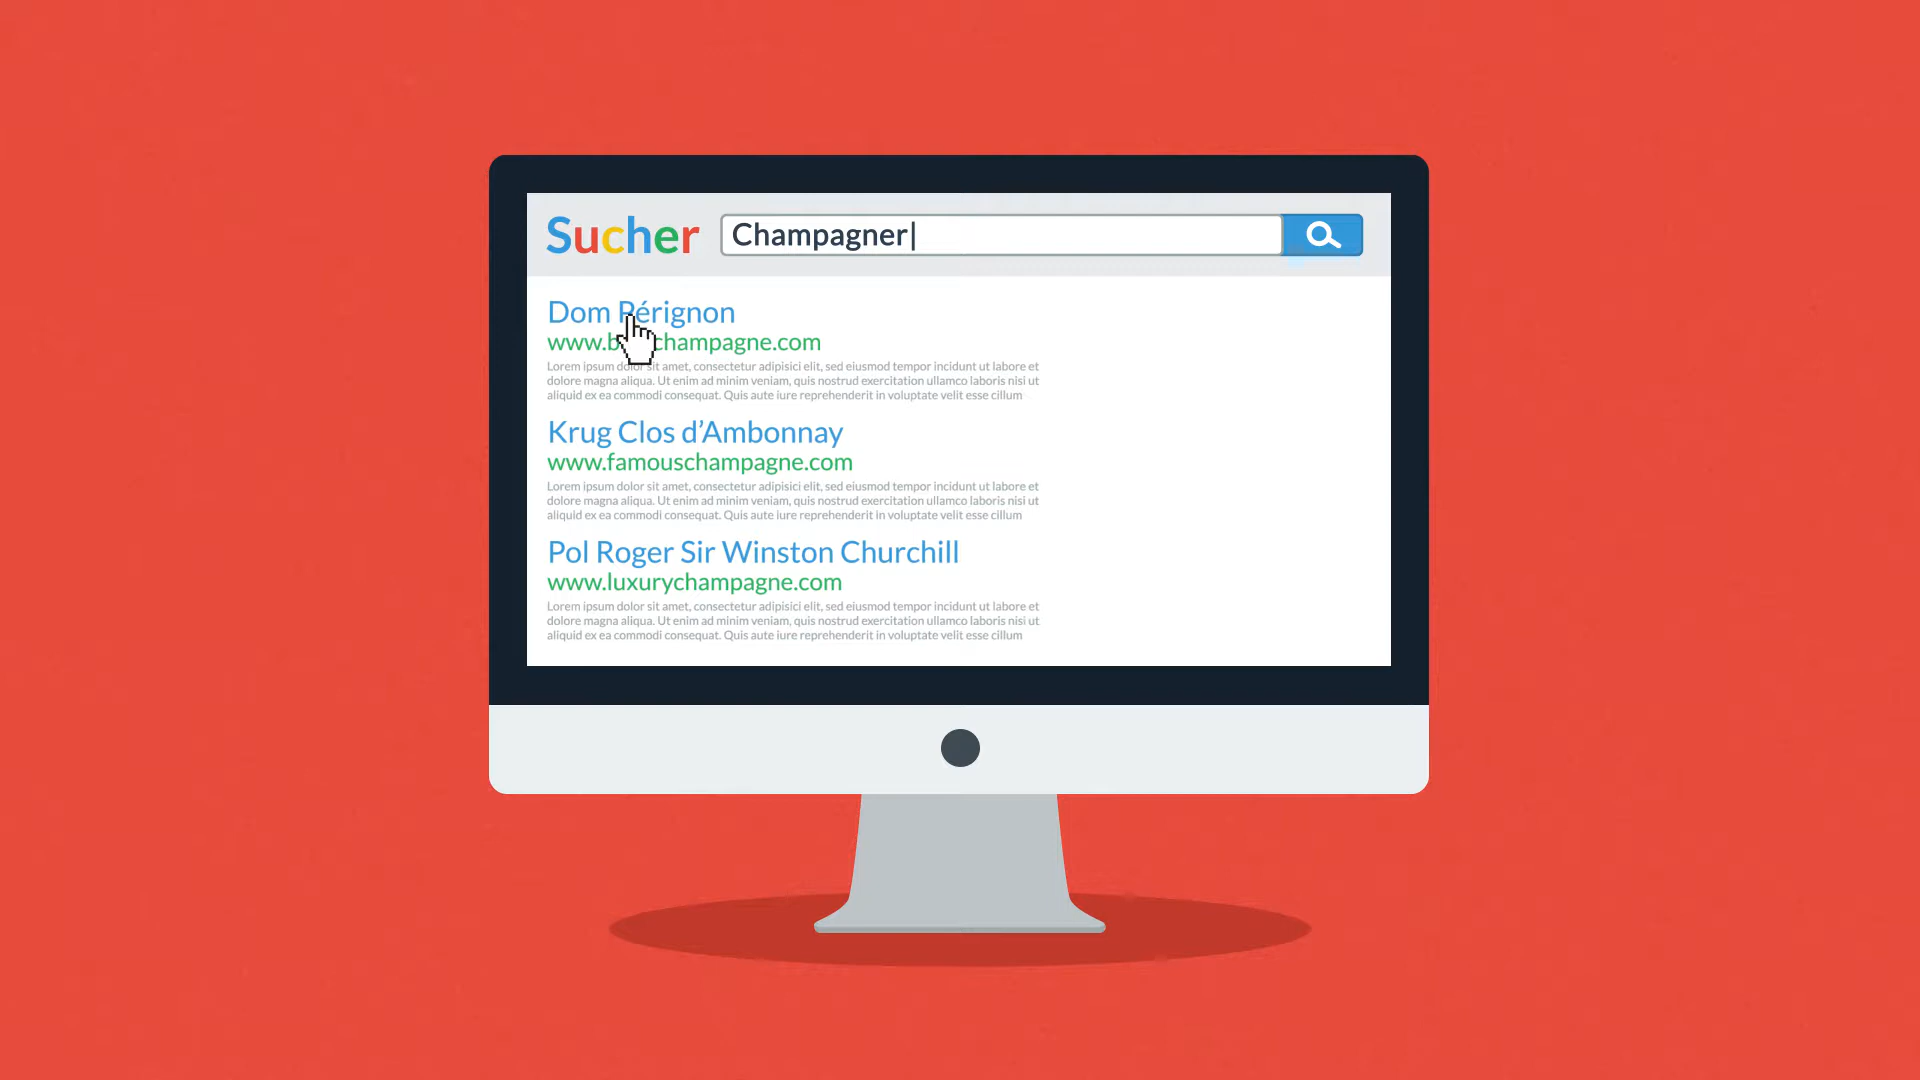 Sucher
Champagner
Dom Pérignon
www.b champagne.com
Lorem ipsum dolor sit amet, consectetur adipisici elit, sed eiusmod tempor incidunt ut labore et
dolore magna aliqua. Ut enim ad minim veniam, quis nostrud exercitation ullamco laboris nisi ut
aliquid ex ea commodi consequat. Quis aute iure reprehenderit in voluptate velit esse cillum
Krug Clos d’Ambonnay
www.famouschampagne.com
Lorem ipsum dolor sit amet, consectetur adipisici elit, sed eiusmod tempor incidunt ut labore et
dolore magna aliqua. Ut enim ad minim veniam, quis nostrud exercitation ullamco laboris nisi ut
aliquid ex ea commodi consequat. Quis aute iure reprehenderit in voluptate velit esse cillum
Pol Roger Sir Winston Churchill
www.luxurychampagne.com
Lorem ipsum dolor sit amet, consectetur adipisici elit, sed eiusmod tempor incidunt ut labore et
dolore magna aliqua. Ut enim ad minim veniam, quis nostrud exercitation ullamco laboris nisi ut
aliquid ex ea commodi consequat. Quis aute iure reprehenderit in voluptate velit esse cillum